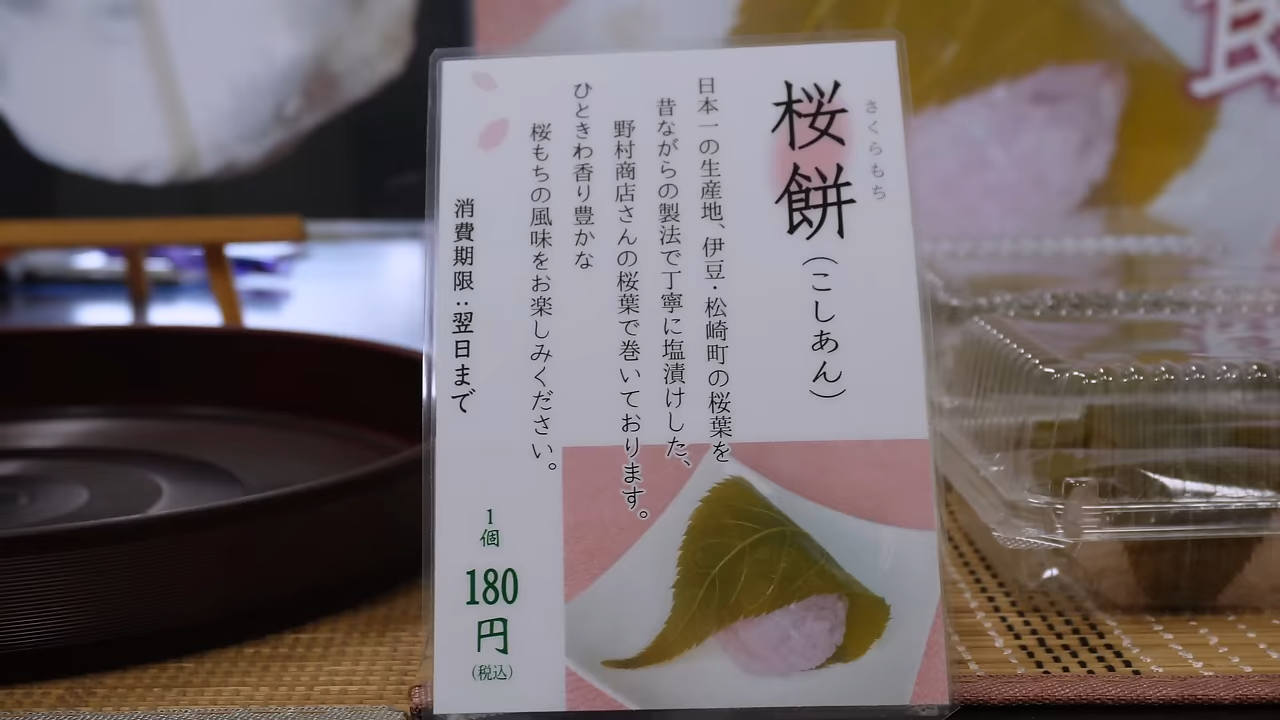 さくらもち
桜餅(こしあん)
日本一の生産地、伊豆・松崎町の桜葉を
昔ながらの製法で丁寧に塩漬けした、
野村商店さんの桜葉で巻いております。
ひときわ香り豊かな
桜もちの風味をお楽しみください。
消費期限:翌日まで
1個
180
円
(税込)